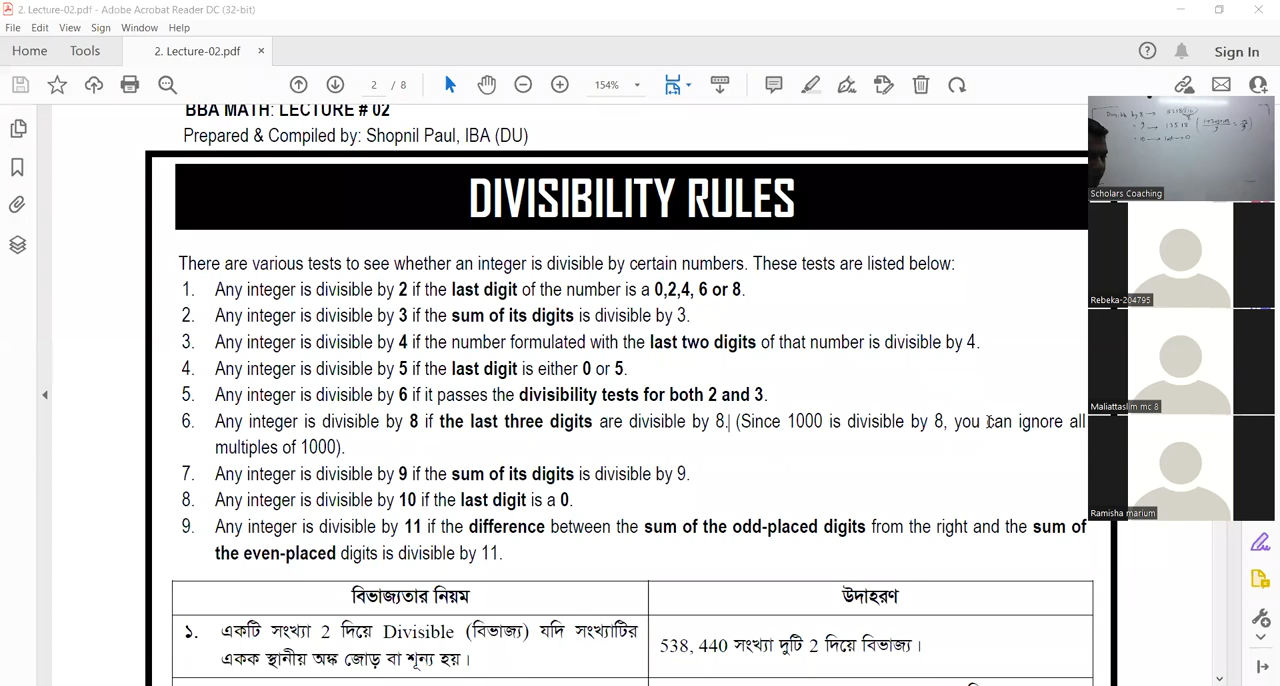 2. Lecture-02.pdf - Adobe Acrobat Reader DC (32-bit)
File Edit View Sign Window Help
Home Tools 2. Lecture-02.pdf × Sign In
2 / 8 154%
BBA MATH: LECTURE # 02
Prepared & Compiled by: Shopnil Paul, IBA (DU)
DIVISIBILITY RULES
There are various tests to see whether an integer is divisible by certain numbers. These tests are listed below:
1. Any integer is divisible by 2 if the last digit of the number is a 0,2,4, 6 or 8.
2. Any integer is divisible by 3 if the sum of its digits is divisible by 3.
3. Any integer is divisible by 4 if the number formulated with the last two digits of that number is divisible by 4.
4. Any integer is divisible by 5 if the last digit is either 0 or 5.
5. Any integer is divisible by 6 if it passes the divisibility tests for both 2 and 3.
6. Any integer is divisible by 8 if the last three digits are divisible by 8. (Since 1000 is divisible by 8, you can ignore all
multiples of 1000).
7. Any integer is divisible by 9 if the sum of its digits is divisible by 9.
8. Any integer is divisible by 10 if the last digit is a 0.
9. Any integer is divisible by 11 if the difference between the sum of the odd-placed digits from the right and the sum of
the even-placed digits is divisible by 11.
বিভাজ্যতার নিয়ম উদাহরণ
১. একটি সংখ্যা 2 দিয়ে Divisible (বিভাজ্য) যদি সংখ্যাটির
একক স্থানীয় অঙ্ক জোড় বা শূন্য হয়।
538, 440 সংখ্যা দুটি 2 দিয়ে বিভাজ্য।
Scholars Coaching
Rebeka-204795
Maliattaslim mc 8
Ramisha marium